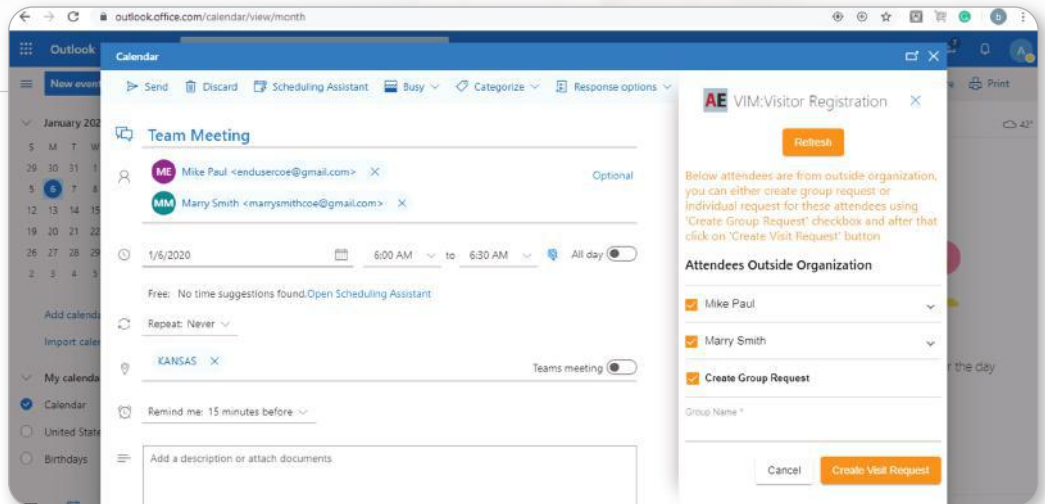 outlook.office.com/calendar/view/month
b
Outlook
A
New event
Print
Calendar
Send Discard Scheduling Assistant Busy Categorize Response options
January 202
S M T W
29 30 31 1
5 6 7 8
12 13 14 15
19 20 21 22
26 27 28 29
2 3 4 5
Add calenda
Import caler
My calenda
Calendar
United State
Birthdays
42°
r the day
Team Meeting
ME Mike Paul <endusercoe@gmail.com>
Optional
MM Marry Smith <marrysmithcoe@gmail.com>
1/6/2020 6:00 AM to 6:30 AM All day
Free: No time suggestions found.Open Scheduling Assistant
Repeat: Never
KANSAS
Teams meeting
Remind me: 15 minutes before
Add a description or attach documents
AE VIM:Visitor Registration
Refresh
Below attendees are from outside organization,
you can either create group request or
individual request for these attendees using
'Create Group Request' checkbox and after that
click on 'Create Visit Request' button
Attendees Outside Organization
Mike Paul
Marry Smith
Create Group Request
Group Name *
Cancel Create Visit Request